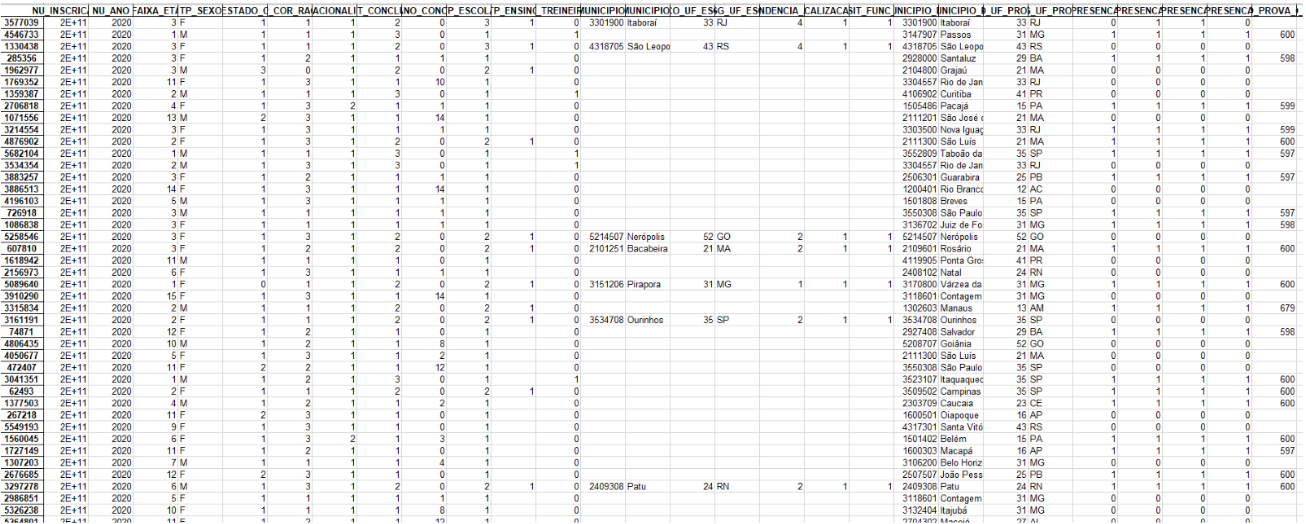 NU_INSCRIC NU_ANO FAIXA_ETA TP_SEXO ESTADO_C _COR_RA ACIONALI T_CONCLU NO_CONC P_ESCOL P_ENSINO _TREINEIR MUNICIPIO MUNICIPIO O_UF_ES G_UF_ES NDENCIA_ CALIZACA SIT_FUNC UNICIPIO_ UNICIPIO_D _UF_PRO _UF_PRO PRESENCA PRESENCA PRESENCA PRESENCA _PROVA_
3577039 2E+11 2020 3 F 1 1 1 2 0 3 1 0 3301900 Itaboraí 33 RJ 4 1 1 3301900 Itaboraí 33 RJ 0 1 1 0
4546733 2E+11 2020 1 M 1 1 1 3 0 1 1 3147907 Passos 31 MG 1 1 1 1 600
1330438 2E+11 2020 3 F 1 1 1 2 0 3 1 0 4318705 São Leopo 43 RS 4 1 1 4318705 São Leopo 43 RS 0 0 0 0
285356 2E+11 2020 3 F 1 2 1 1 1 1 0 2928000 Santaluz 29 BA 1 1 1 1 598
1962977 2E+11 2020 3 M 3 0 1 2 0 2 1 0 2104800 Grajaú 21 MA 0 0 0 0
1769352 2E+11 2020 11 F 1 3 1 1 10 1 0 3304557 Rio de Jan 33 RJ 0 0 0 0
1359387 2E+11 2020 2 M 1 1 1 3 0 1 1 4106902 Curitiba 41 PR 0 0 0 0
2706818 2E+11 2020 4 F 1 3 2 1 1 1 0 1505486 Pacajá 15 PA 1 1 1 1 599
1071556 2E+11 2020 13 M 2 3 1 1 14 1 0 2111201 São José d 21 MA 0 0 0 0
3214554 2E+11 2020 3 F 1 3 1 1 1 1 0 3303500 Nova Iguaç 33 RJ 1 1 1 1 599
4876902 2E+11 2020 2 F 1 3 1 2 0 2 1 0 2111300 São Luís 21 MA 1 1 1 1 600
5682104 2E+11 2020 1 M 1 1 1 3 0 1 1 3552809 Taboão da 35 SP 1 1 1 1 597
3534354 2E+11 2020 2 M 1 3 1 3 0 1 1 3304557 Rio de Jan 33 RJ 0 0 0 0
3883257 2E+11 2020 3 F 1 3 1 1 1 1 0 2506301 Guarabira 25 PB 1 1 1 1 597
3886513 2E+11 2020 14 F 1 3 1 1 14 1 0 1200401 Rio Branco 12 AC 0 0 0 0
4196103 2E+11 2020 5 M 1 3 1 1 1 1 0 1501808 Breves 15 PA 0 0 0 0
726918 2E+11 2020 3 M 1 1 1 1 1 1 0 3550308 São Paulo 35 SP 1 1 1 1 597
1086838 2E+11 2020 3 F 1 1 1 1 1 1 0 3136702 Juiz de Fo 31 MG 1 1 1 1 598
5258546 2E+11 2020 3 F 1 3 1 2 0 2 1 0 5214507 Nerópolis 52 GO 2 1 1 5214507 Nerópolis 52 GO 0 0 0 0
607810 2E+11 2020 3 F 1 2 1 2 0 2 1 0 2101251 Bacabeira 21 MA 2 1 1 2109601 Rosário 21 MA 1 1 1 1 600
1618942 2E+11 2020 11 M 1 1 1 1 1 1 0 4119905 Ponta Gro 41 PR 0 0 0 0
2156973 2E+11 2020 6 F 1 3 1 1 1 1 0 2408102 Natal 24 RN 0 0 0 0
5089640 2E+11 2020 1 F 0 1 1 2 0 2 1 0 3151206 Pirapora 31 MG 1 1 1 3170800 Várzea da 31 MG 1 1 1 1 600
3910290 2E+11 2020 15 F 1 3 1 1 14 1 0 3118601 Contagem 31 MG 0 0 0 0
3315834 2E+11 2020 2 M 1 1 1 2 0 2 1 0 1302603 Manaus 13 AM 1 1 1 1 679
3161191 2E+11 2020 2 F 1 1 1 2 0 2 1 0 3534708 Ourinhos 35 SP 2 1 1 3534708 Ourinhos 35 SP 0 0 0 0
74871 2E+11 2020 12 F 1 2 1 1 1 1 0 2927408 Salvador 29 BA 1 1 1 1 598
4806435 2E+11 2020 10 M 1 2 1 1 8 1 0 5208707 Goiânia 52 GO 0 0 0 0
4050677 2E+11 2020 5 F 1 3 1 1 2 1 0 2111300 São Luís 21 MA 0 0 0 0
472407 2E+11 2020 11 F 2 2 1 1 12 1 0 3550308 São Paulo 35 SP 0 0 0 0
3041351 2E+11 2020 1 M 1 2 1 3 0 1 1 3523107 Itaquaquec 35 SP 1 1 1 1 600
62493 2E+11 2020 2 F 1 1 1 2 0 2 1 0 3509502 Campinas 35 SP 1 1 1 1 600
1377503 2E+11 2020 4 M 1 3 1 1 2 1 0 2303709 Caucaia 23 CE 1 1 1 1 600
267218 2E+11 2020 11 F 2 3 1 1 1 1 0 1600501 Oiapoque 16 AP 0 0 0 0
5549193 2E+11 2020 9 F 1 1 1 1 1 1 0 4317301 Santa Vitó 43 RS 0 0 0 0
1560045 2E+11 2020 6 F 1 3 2 1 3 1 0 1501402 Belém 15 PA 1 1 1 1 600
1727149 2E+11 2020 11 F 1 2 1 1 1 1 0 1600303 Macapá 16 AP 1 1 1 1 597
1307203 2E+11 2020 7 M 1 1 1 1 4 1 0 3106200 Belo Horiz 31 MG 0 0 0 0
2676685 2E+11 2020 12 F 2 3 1 1 1 1 0 2507507 João Pess 25 PB 1 1 1 1 600
3297278 2E+11 2020 6 M 1 3 1 2 0 2 1 0 2409308 Patu 24 RN 2 1 1 2409308 Patu 24 RN 1 1 1 1 600
2986851 2E+11 2020 5 F 1 1 1 1 1 1 0 3118601 Contagem 31 MG 0 0 0 0
5326238 2E+11 2020 10 F 1 1 1 1 8 1 0 3132404 Itajubá 31 MG 0 0 0 0
5364801 2E+11 2020 11 F 1 2 1 1 12 1 0 2704302 Maceió 27 AL 0 0 0 0